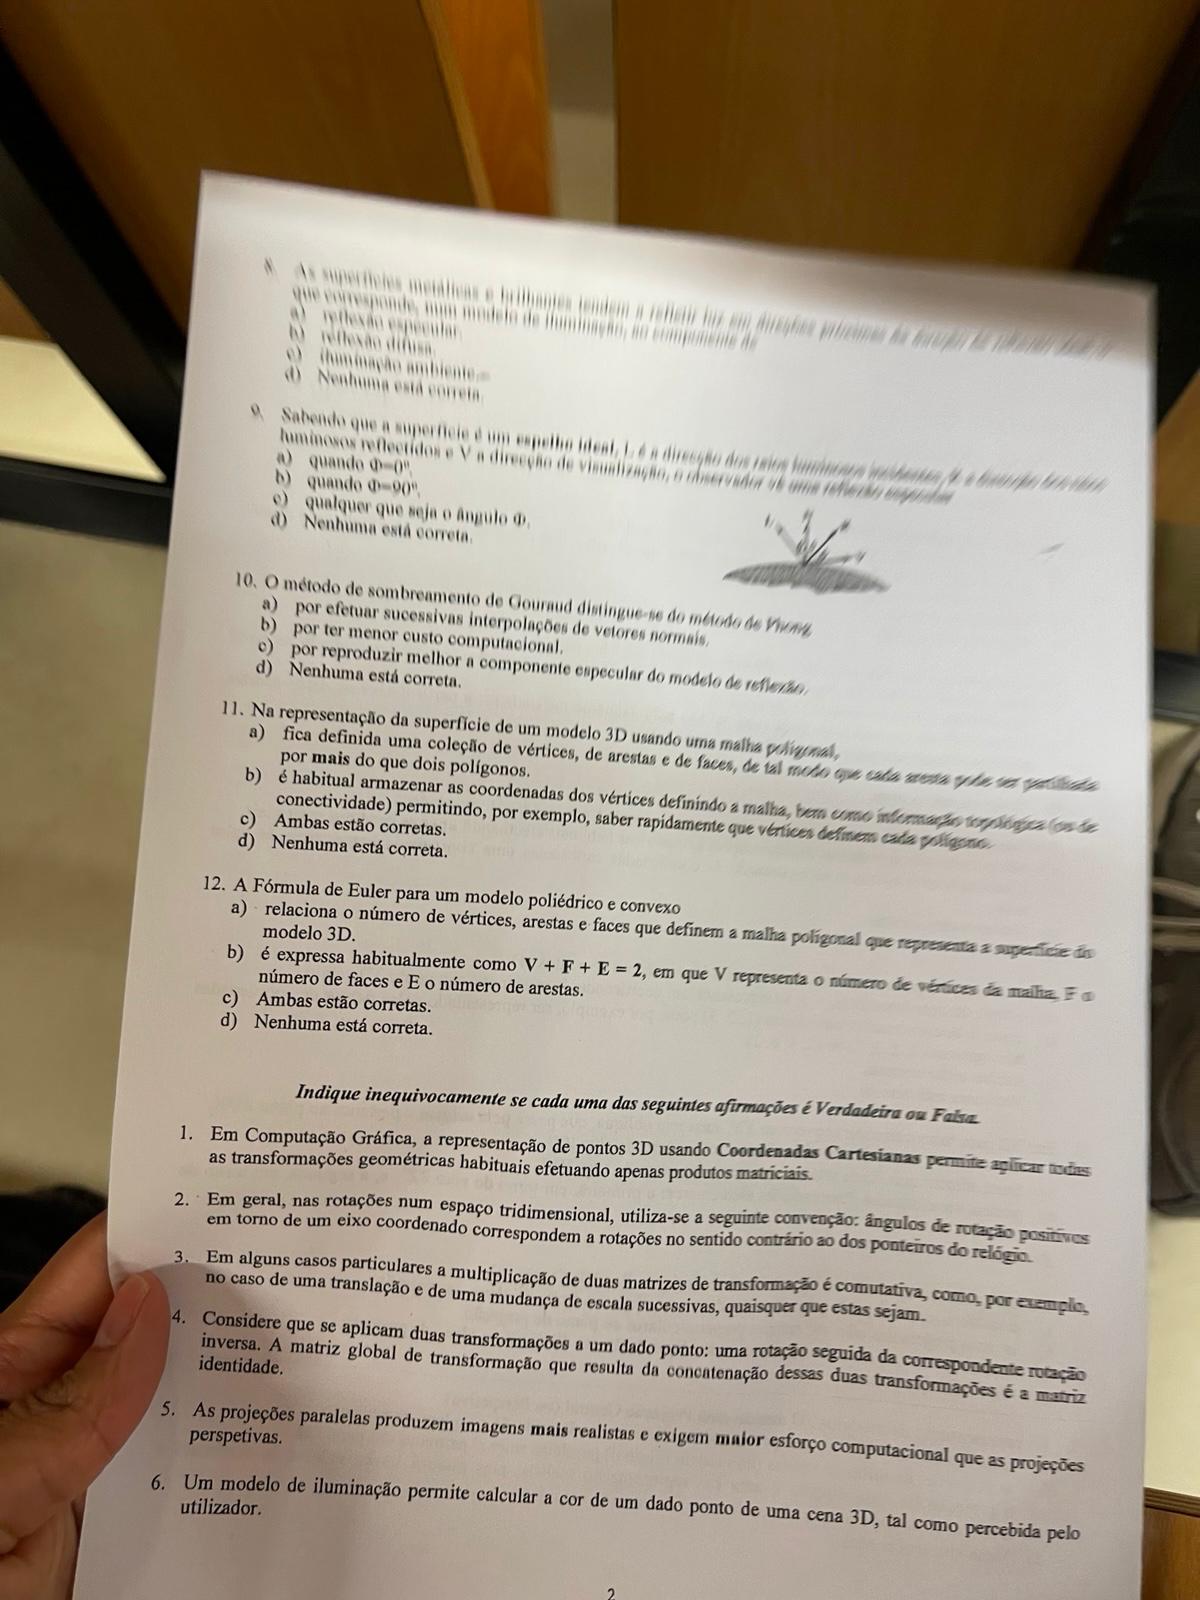 8. As superfícies metálicas e brilhantes tendem a refletir luz em direções próximas da direção de reflexão ideal, o
que corresponde, num modelo de iluminação, ao componente de
a) reflexão especular.
b) reflexão difusa.
c) iluminação ambiente.
d) Nenhuma está correta.
9. Sabendo que a superfície é um espelho ideal, L é a direcção dos raios luminosos incidentes, R a direcção dos raios
luminosos reflectidos e V a direcção de visualização, o observador vê uma reflexão especular
a) quando Φ=0º.
b) quando Φ=90º.
c) qualquer que seja o ângulo Φ.
d) Nenhuma está correta.
10. O método de sombreamento de Gouraud distingue-se do método de Phong
a) por efetuar sucessivas interpolações de vetores normais.
b) por ter menor custo computacional.
c) por reproduzir melhor a componente especular do modelo de reflexão.
d) Nenhuma está correta.
11. Na representação da superfície de um modelo 3D usando uma malha poligonal,
a) fica definida uma coleção de vértices, de arestas e de faces, de tal modo que cada aresta pode ser partilhada
por mais do que dois polígonos.
b) é habitual armazenar as coordenadas dos vértices definindo a malha, bem como informação topológica (ou de
conectividade) permitindo, por exemplo, saber rapidamente que vértices definem cada polígono.
c) Ambas estão corretas.
d) Nenhuma está correta.
12. A Fórmula de Euler para um modelo poliédrico e convexo
a) relaciona o número de vértices, arestas e faces que definem a malha poligonal que representa a superfície do
modelo 3D.
b) é expressa habitualmente como V + F + E = 2, em que V representa o número de vértices da malha, F o
número de faces e E o número de arestas.
c) Ambas estão corretas.
d) Nenhuma está correta.
Indique inequivocamente se cada uma das seguintes afirmações é Verdadeira ou Falsa.
1. Em Computação Gráfica, a representação de pontos 3D usando Coordenadas Cartesianas permite aplicar todas
as transformações geométricas habituais efetuando apenas produtos matriciais.
2. Em geral, nas rotações num espaço tridimensional, utiliza-se a seguinte convenção: ângulos de rotação positivos
em torno de um eixo coordenado correspondem a rotações no sentido contrário ao dos ponteiros do relógio.
3. Em alguns casos particulares a multiplicação de duas matrizes de transformação é comutativa, como, por exemplo,
no caso de uma translação e de uma mudança de escala sucessivas, quaisquer que estas sejam.
4. Considere que se aplicam duas transformações a um dado ponto: uma rotação seguida da correspondente rotação
inversa. A matriz global de transformação que resulta da concatenação dessas duas transformações é a matriz
identidade.
5. As projeções paralelas produzem imagens mais realistas e exigem maior esforço computacional que as projeções
perspetivas.
6. Um modelo de iluminação permite calcular a cor de um dado ponto de uma cena 3D, tal como percebida pelo
utilizador.
2